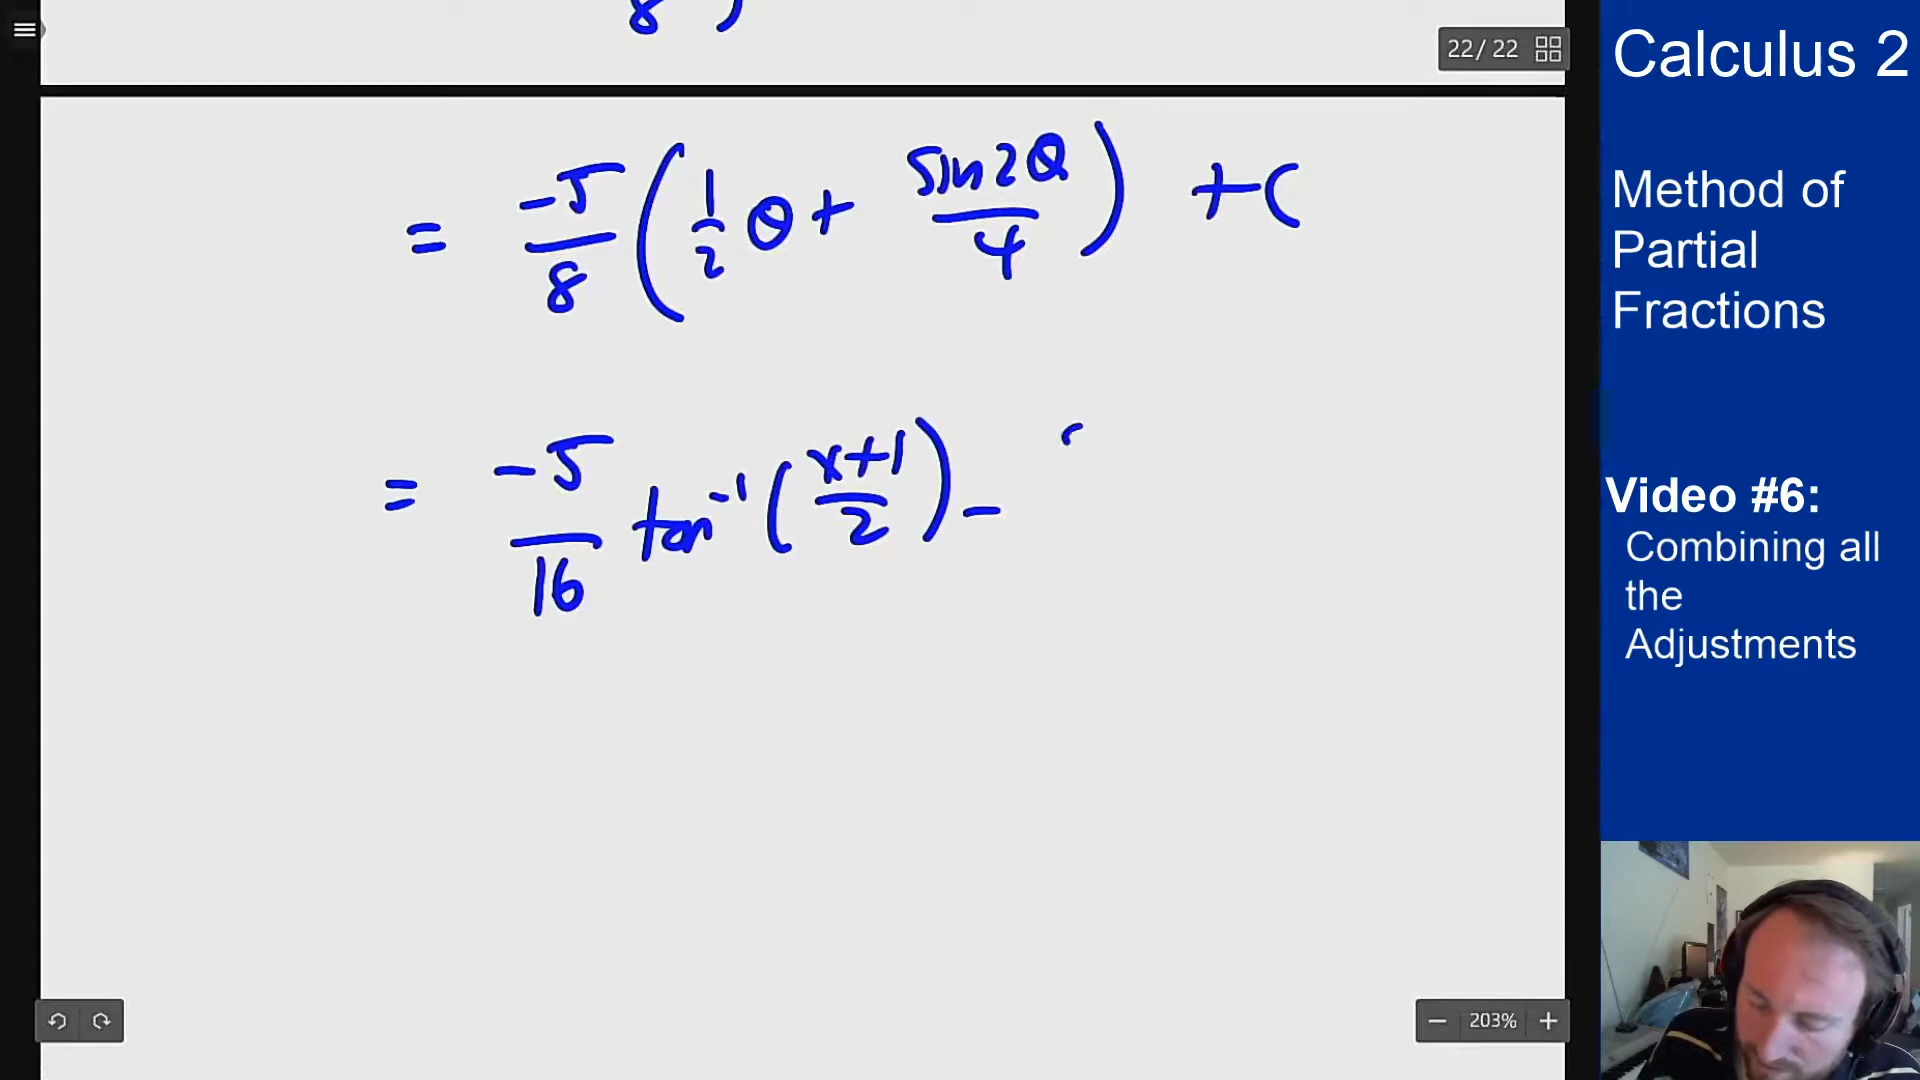 8 )
22/ 22
= -5/8 ( 1/2 θ + sin2θ/4 ) + C
= -5/16 tan⁻¹ ( x+1/2 ) -
203%
Calculus 2
Method of
Partial
Fractions
Video #6:
Combining all
the
Adjustments